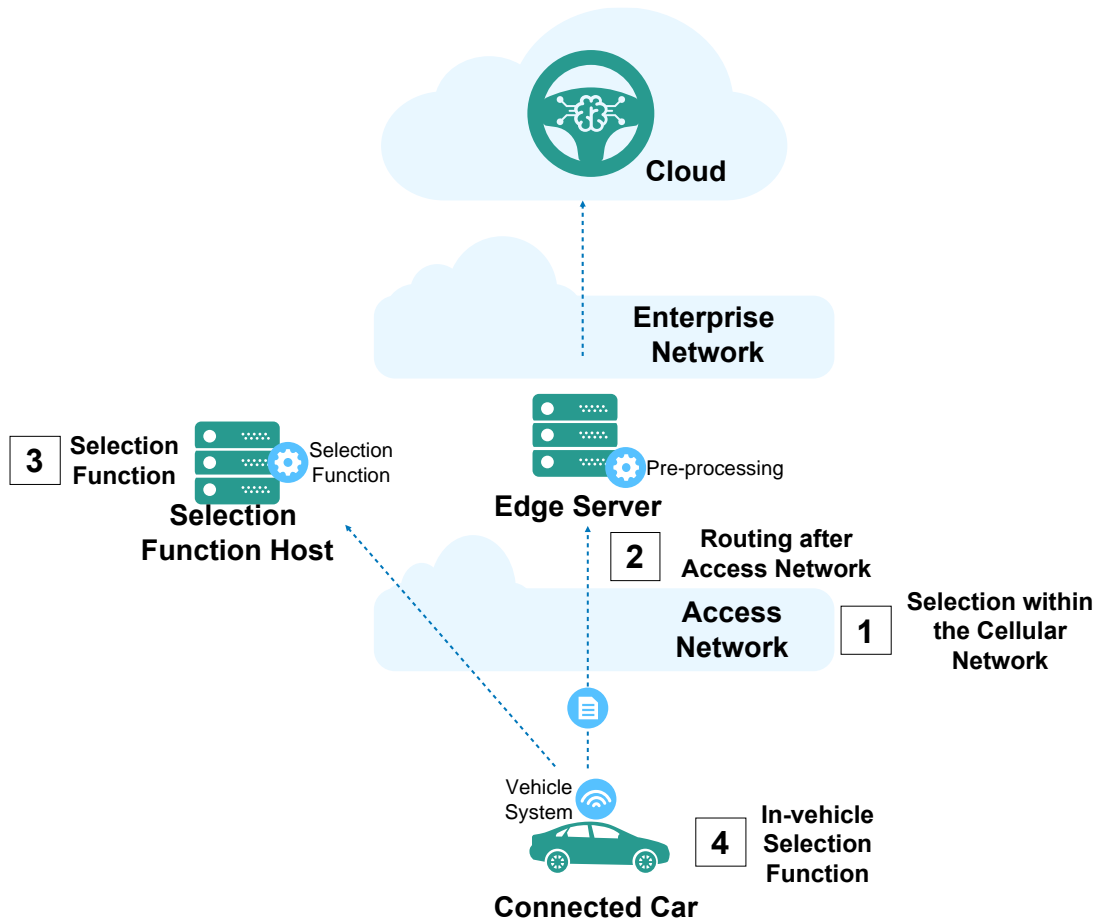 Cloud
Enterprise
Network
3
Selection
Function
Selection
Function
Selection
Function Host
Pre-processing
Edge Server
2
Routing after
Access Network
Access
Network
1
Selection within
the Cellular
Network
Vehicle
System
4
In-vehicle
Selection
Function
Connected Car